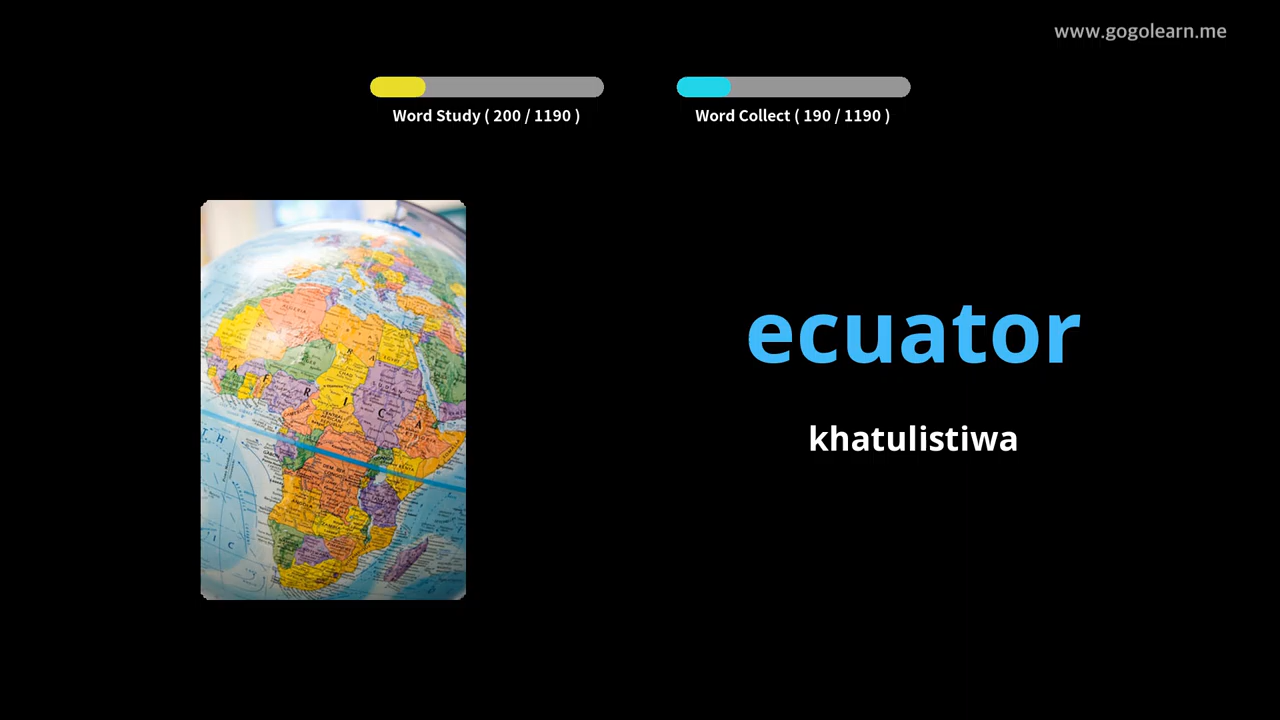 www.gogolearn.me
Word Study ( 200 / 1190 )
Word Collect ( 190 / 1190 )
ecuator
khatulistiwa
A F R I C A